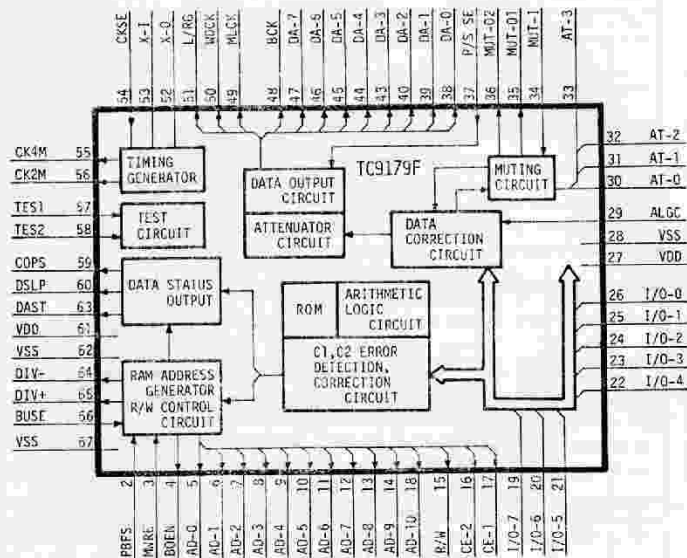 CKSE
X-I
X-O
L/RG
WDCK
MLCK
BCK
DA-7
DA-6
DA-5
DA-4
DA-3
DA-2
DA-1
DA-0
P/S SE
MUT-02
MUT-01
MUT-1
AT-3
54
53
52
51
50
49
48
47
46
45
44
43
40
39
38
37
36
35
34
33
CK4M 55
CK2M 56
TES1 57
TES2 58
COPS 59
DSLP 60
DAST 63
VDD 61
VSS 62
DIV- 64
DIV+ 65
BUSE 66
VSS 67
TIMING
GENERATOR
TEST
CIRCUIT
DATA STATUS
OUTPUT
RAM ADDRESS
GENERATOR
R/W CONTROL
CIRCUIT
DATA OUTPUT
CIRCUIT
ATTENUATOR
CIRCUIT
TC9179F
MUTING
CIRCUIT
DATA
CORRECTION
CIRCUIT
ROM
ARITHMETIC
LOGIC
CIRCUIT
C1,C2 ERROR
DETECTION,
CORRECTION
CIRCUIT
32 AT-2
31 AT-1
30 AT-0
29 ALGC
28 VSS
27 VDD
26 I/O-0
25 I/O-1
24 I/O-2
23 I/O-3
22 I/O-4
2
3
4
5
6
7
8
9
10
11
12
13
14
18
15
16
17
19
20
21
PBFS
BOEN
AD-0
AD-1
AD-2
AD-3
AD-4
AD-5
AD-6
AD-7
AD-8
AD-9
AD-10
R/W
CE-2
CE-1
I/O-7
I/O-6
I/O-5